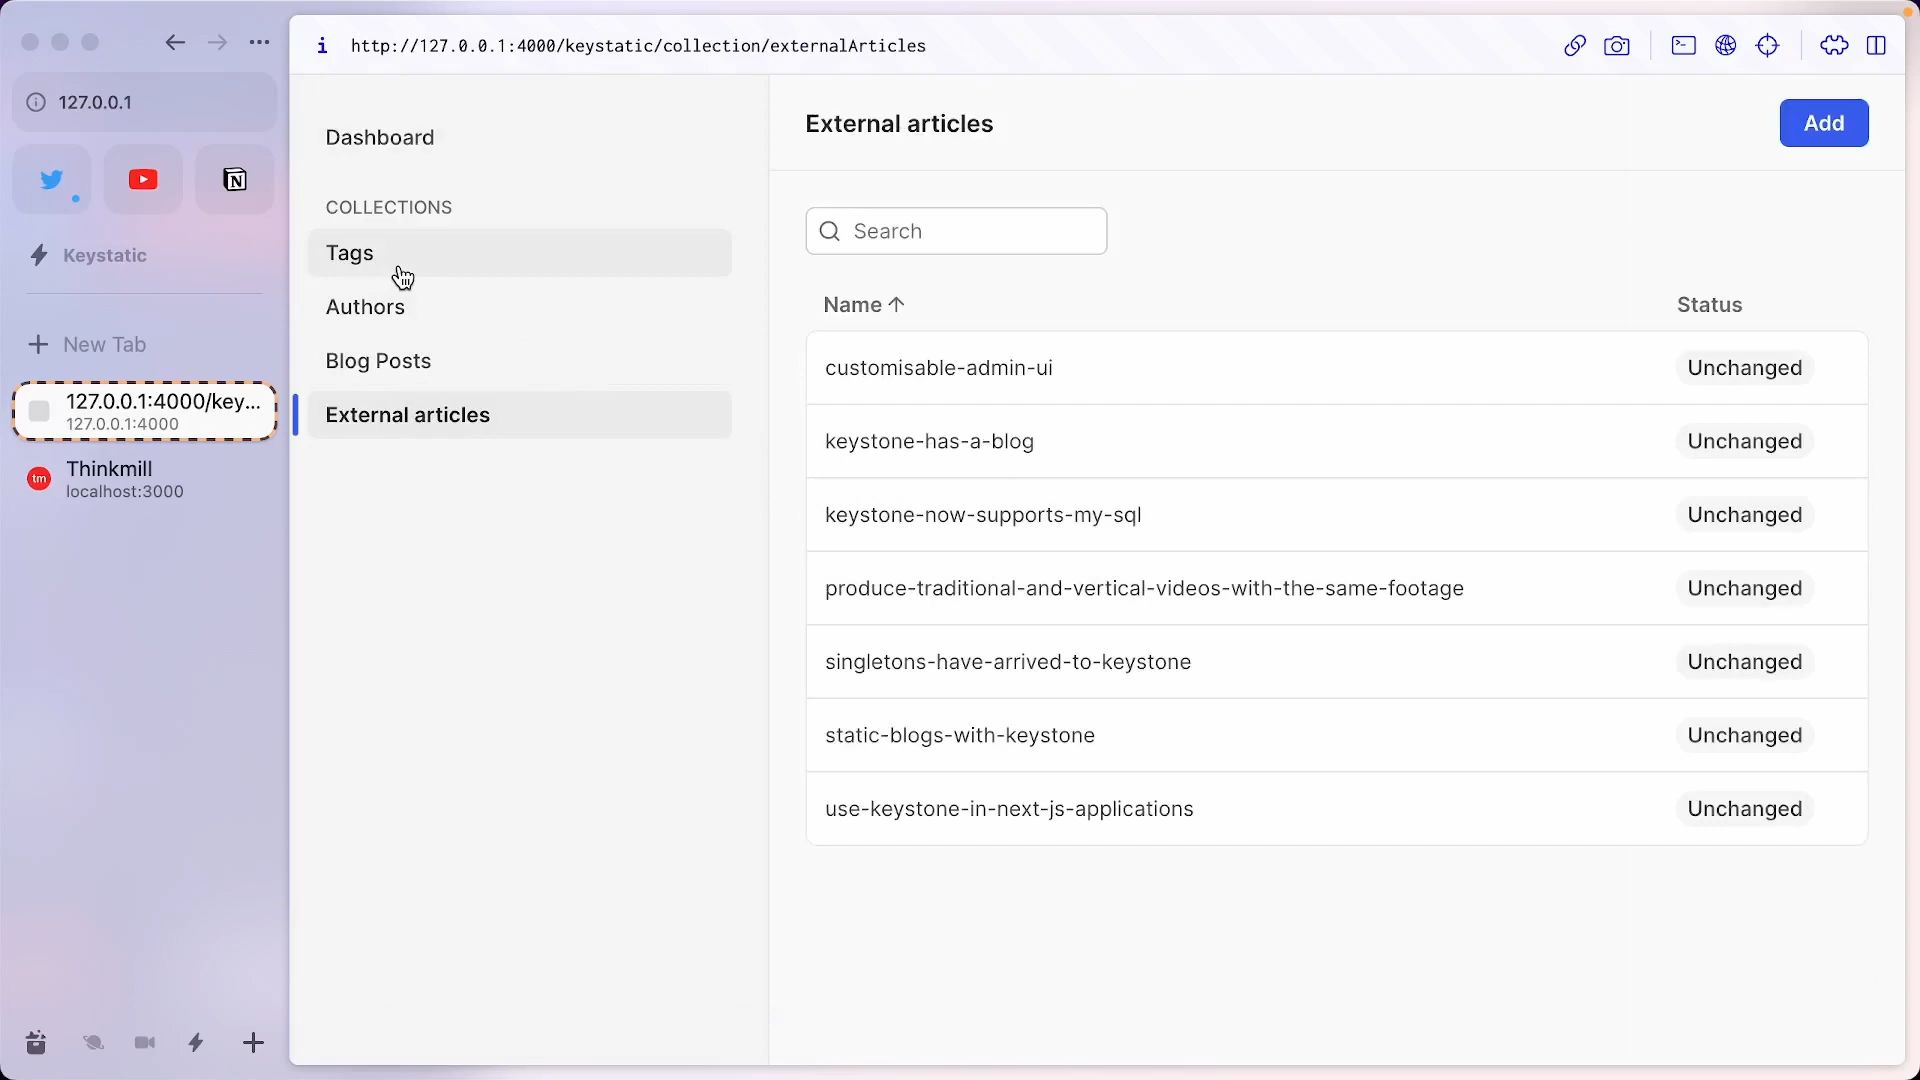 127.0.0.1
Keystatic
New Tab
127.0.0.1:4000/key...
127.0.0.1:4000
tm
Thinkmill
localhost:3000
http://127.0.0.1:4000/keystatic/collection/externalArticles
Dashboard
COLLECTIONS
Tags
Authors
Blog Posts
External articles
External articles
Add
Search
Name Status
customisable-admin-ui Unchanged
keystone-has-a-blog Unchanged
keystone-now-supports-my-sql Unchanged
produce-traditional-and-vertical-videos-with-the-same-footage Unchanged
singletons-have-arrived-to-keystone Unchanged
static-blogs-with-keystone Unchanged
use-keystone-in-next-js-applications Unchanged